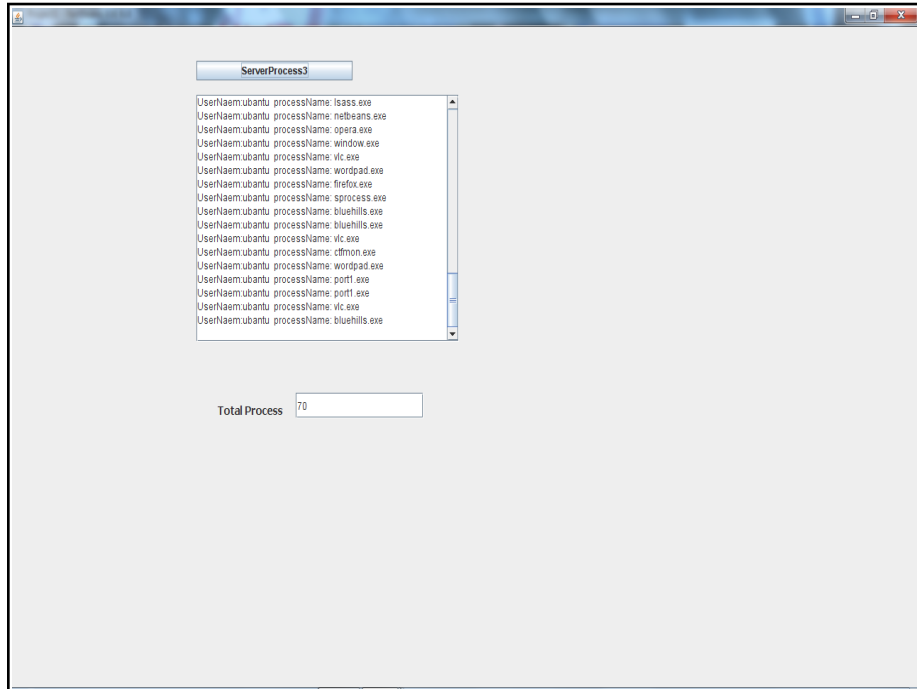 ServerProcess3
UserNaem:ubantu processName: lsass.exe
UserNaem:ubantu processName: netbeans.exe
UserNaem:ubantu processName: opera.exe
UserNaem:ubantu processName: window.exe
UserNaem:ubantu processName: vlc.exe
UserNaem:ubantu processName: wordpad.exe
UserNaem:ubantu processName: firefox.exe
UserNaem:ubantu processName: sprocess.exe
UserNaem:ubantu processName: bluehills.exe
UserNaem:ubantu processName: bluehills.exe
UserNaem:ubantu processName: vlc.exe
UserNaem:ubantu processName: ctfmon.exe
UserNaem:ubantu processName: wordpad.exe
UserNaem:ubantu processName: port1.exe
UserNaem:ubantu processName: port1.exe
UserNaem:ubantu processName: vlc.exe
UserNaem:ubantu processName: bluehills.exe
Total Process 70